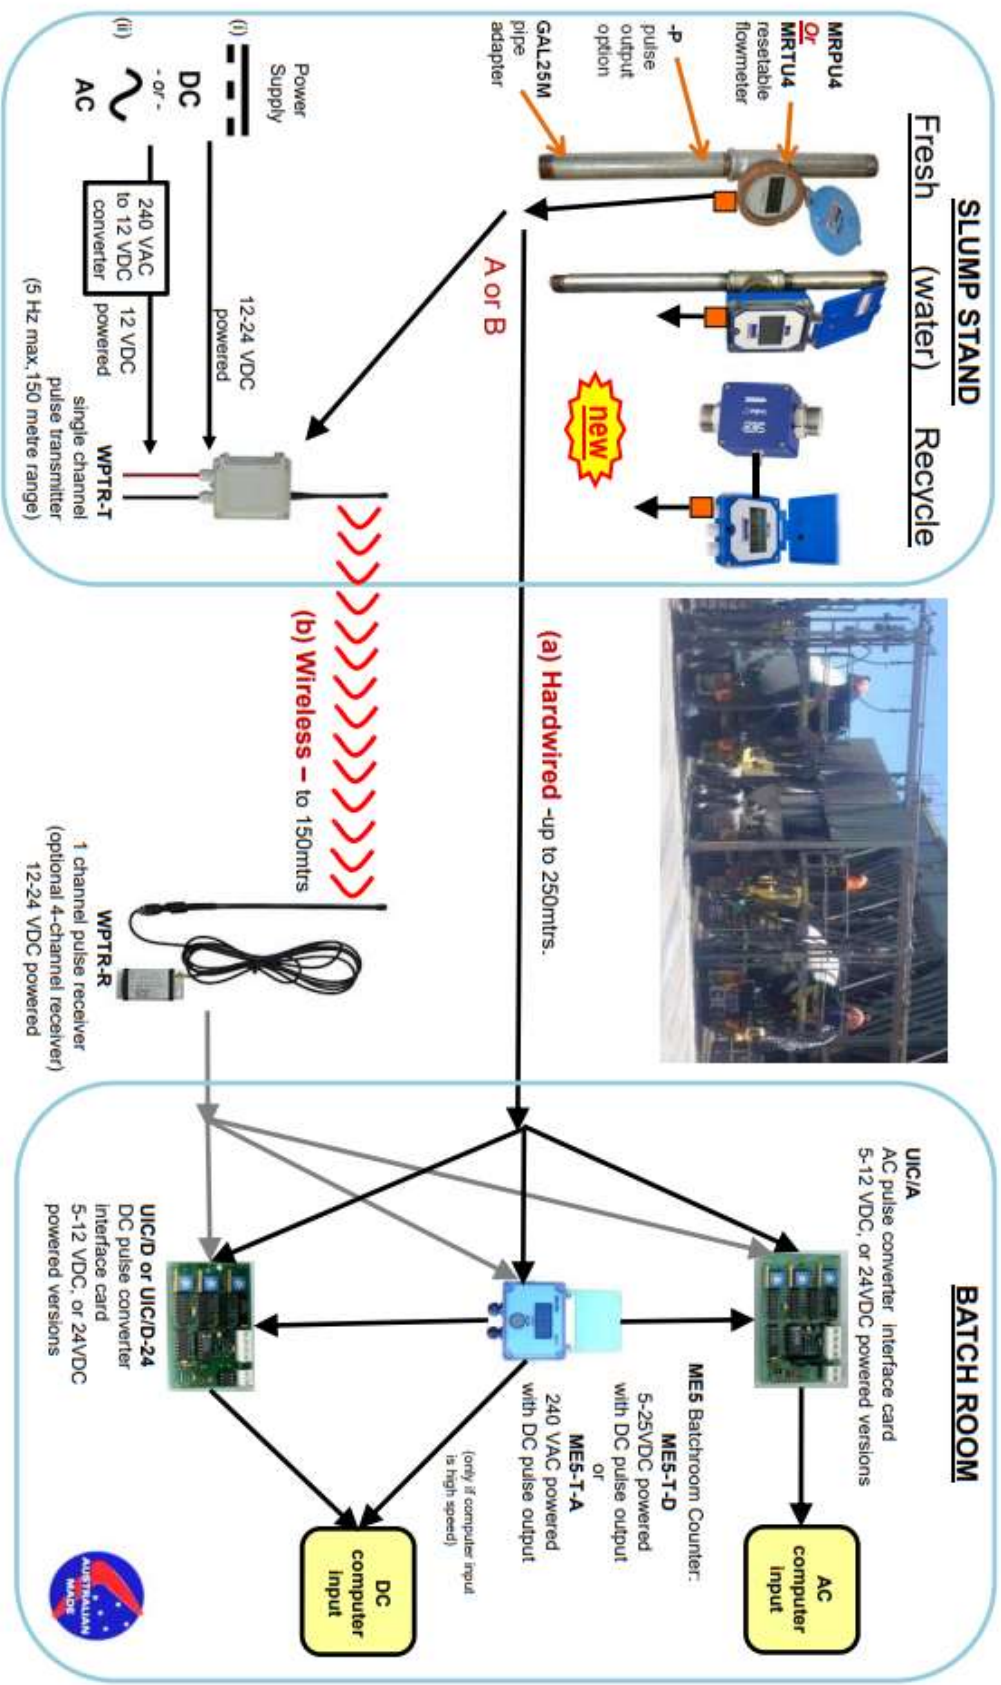 SLUMP STAND
Fresh (water) Recycle
MRPU4
Or
MRTU4
resetable
flowmeter
-P
pulse
output
option
GAL25M
pipe
adapter
new
A or B
Power
Supply
(i)
DC
- or -
(ii)
AC
12-24 VDC
powered
240 VAC
to 12 VDC
converter
12 VDC
powered
WPTR-T
single channel
pulse transmitter
(5 Hz max,150 metre range)
(a) Hardwired -up to 250mtrs.
(b) Wireless – to 150mtrs
WPTR-R
1 channel pulse receiver
(optional 4-channel receiver)
12-24 VDC powered
BATCH ROOM
UIC/A
AC pulse converter interface card
5-12 VDC, or 24VDC powered versions
AC
computer
input
ME5 Batchroom Counter:
ME5-T-D
5-25VDC powered
with DC pulse output
or
ME5-T-A
240 VAC powered
with DC pulse output
(only if computer input
is high speed)
UIC/D or UIC/D-24
DC pulse converter
interface card
5-12 VDC, or 24VDC
powered versions
DC
computer
input
AUSTRALIAN
MADE